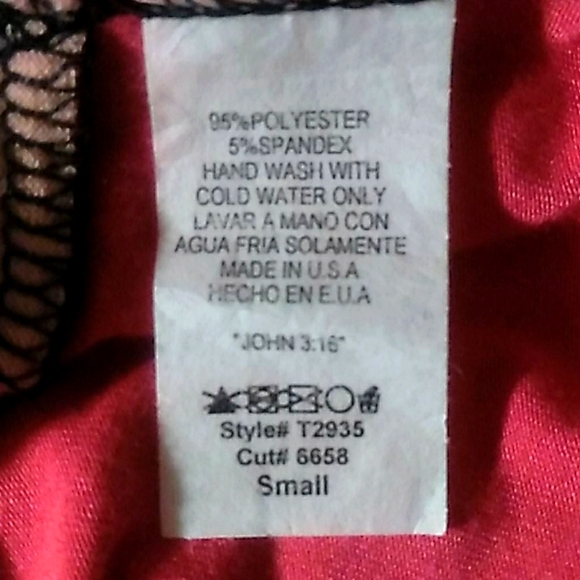 95%POLYESTER
5%SPANDEX
HAND WASH WITH
COLD WATER ONLY
LAVAR A MANO CON
AGUA FRIA SOLAMENTE
MADE IN U.S.A
HECHO EN E.U.A
"JOHN 3:16"
Style# T2935
Cut# 6658
Small